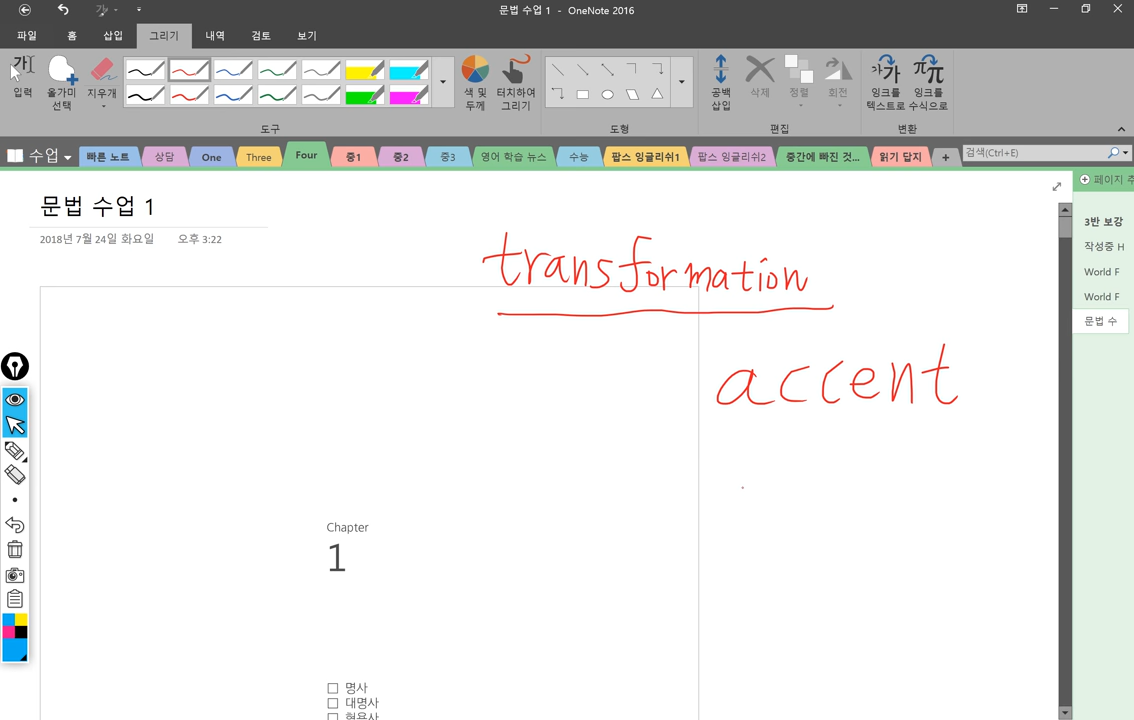 문법 수업 1 - OneNote 2016
파일 홈 삽입 그리기 내역 검토 보기
입력 올가미 선택 지우개 색 및 두께 터치하여 그리기 공백 삽입 삭제 정렬 회전 잉크를 텍스트로 잉크를 수식으로
도구 도형 편집 변환
수업 빠른 노트 상담 One Three Four 중1 중2 중3 영어 학습 뉴스 수능 팝스 잉글리쉬1 팝스 잉글리쉬2 중간에 빠진 것... 읽기 답지 + 검색(Ctrl+E)
페이지 추
문법 수업 1
2018년 7월 24일 화요일 오후 3:22
3반 보강
작성중 H
World F
World F
문법 수
transformation
accent
Chapter
1
명사
대명사
형용사